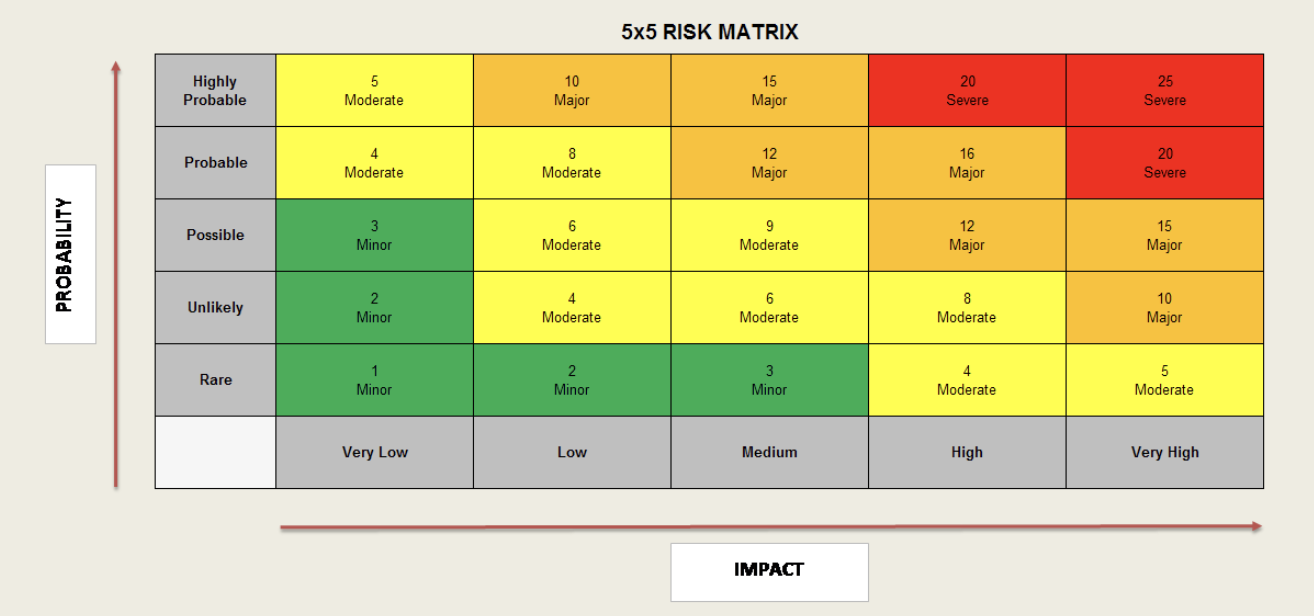 5x5 RISK MATRIX
Highly
Probable
5
Moderate
10
Major
15
Major
20
Severe
25
Severe
Probable
4
Moderate
8
Moderate
12
Major
16
Major
20
Severe
PROBABILITY
Possible
3
Minor
6
Moderate
9
Moderate
12
Major
15
Major
Unlikely
2
Minor
4
Moderate
6
Moderate
8
Moderate
10
Major
Rare
1
Minor
2
Minor
3
Minor
4
Moderate
5
Moderate
Very Low
Low
Medium
High
Very High
IMPACT